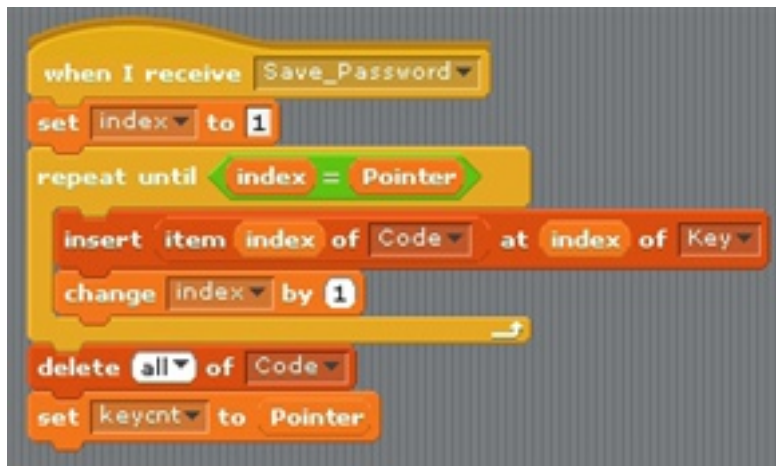 when I receive Save_Password
set index to 1
repeat until index = Pointer
insert item index of Code at index of Key
change index by 1
delete all of Code
set keycnt to Pointer